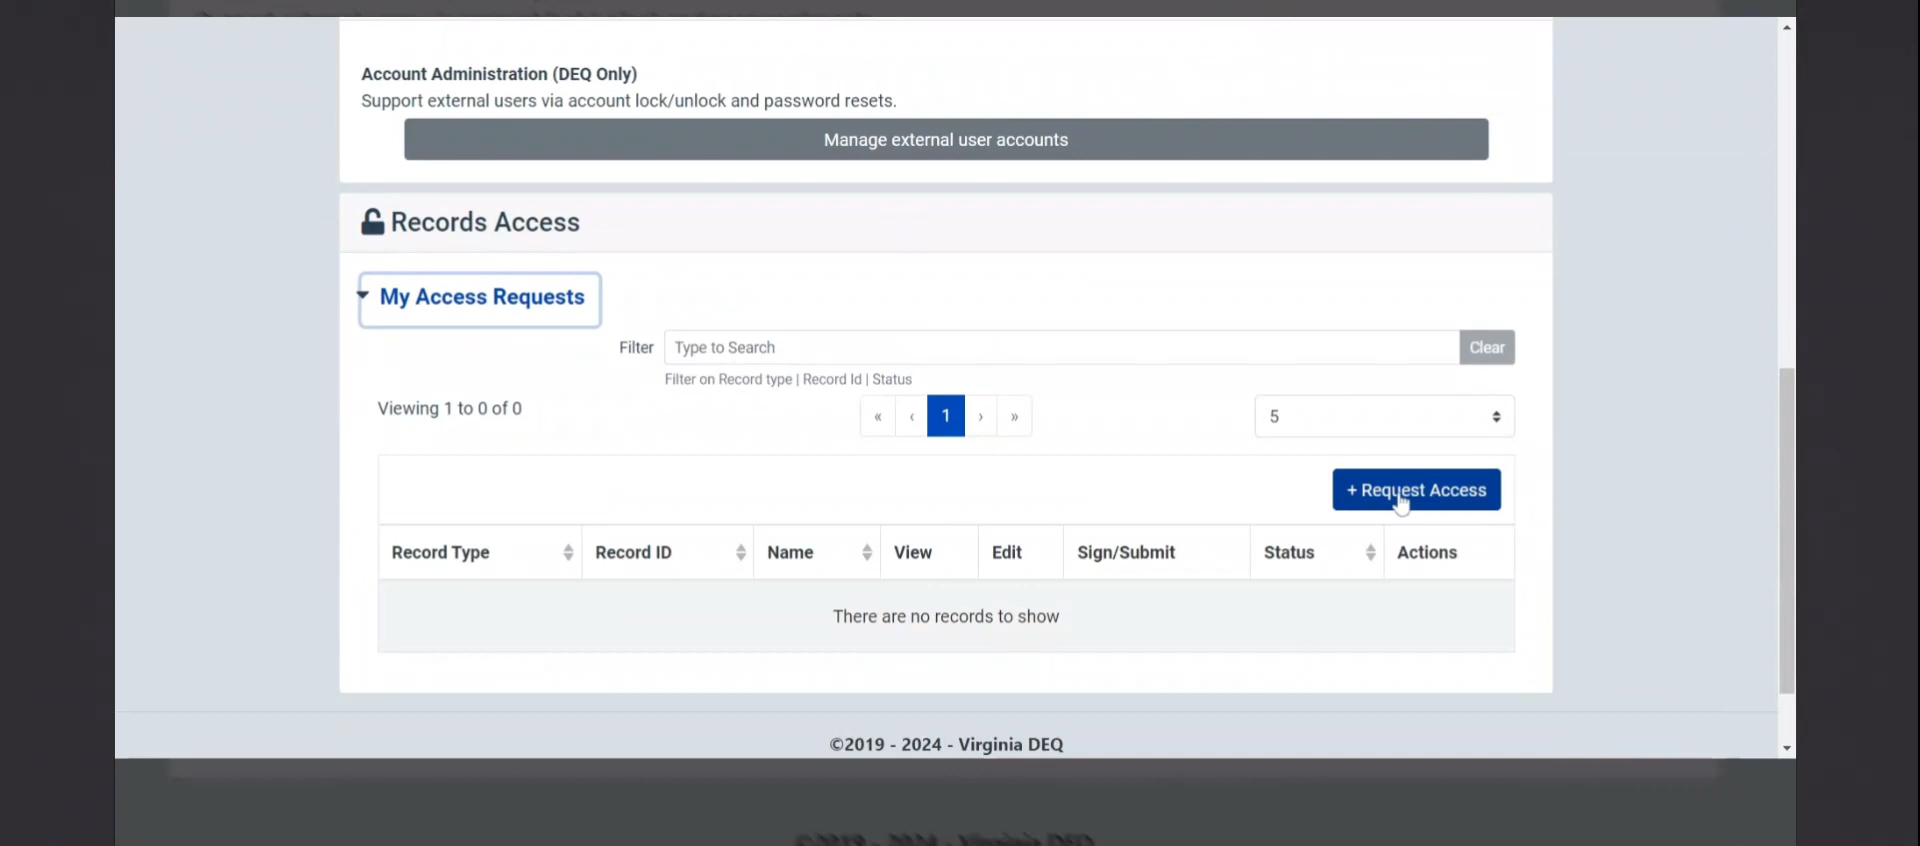 Account Administration (DEQ Only)
Support external users via account lock/unlock and password resets.
Manage external user accounts
Records Access
My Access Requests
Filter Type to Search Clear
Filter on Record type | Record Id | Status
Viewing 1 to 0 of 0 « ‹ 1 › » 5
+ Request Access
Record Type Record ID Name View Edit Sign/Submit Status Actions
There are no records to show
©2019 - 2024 - Virginia DEQ